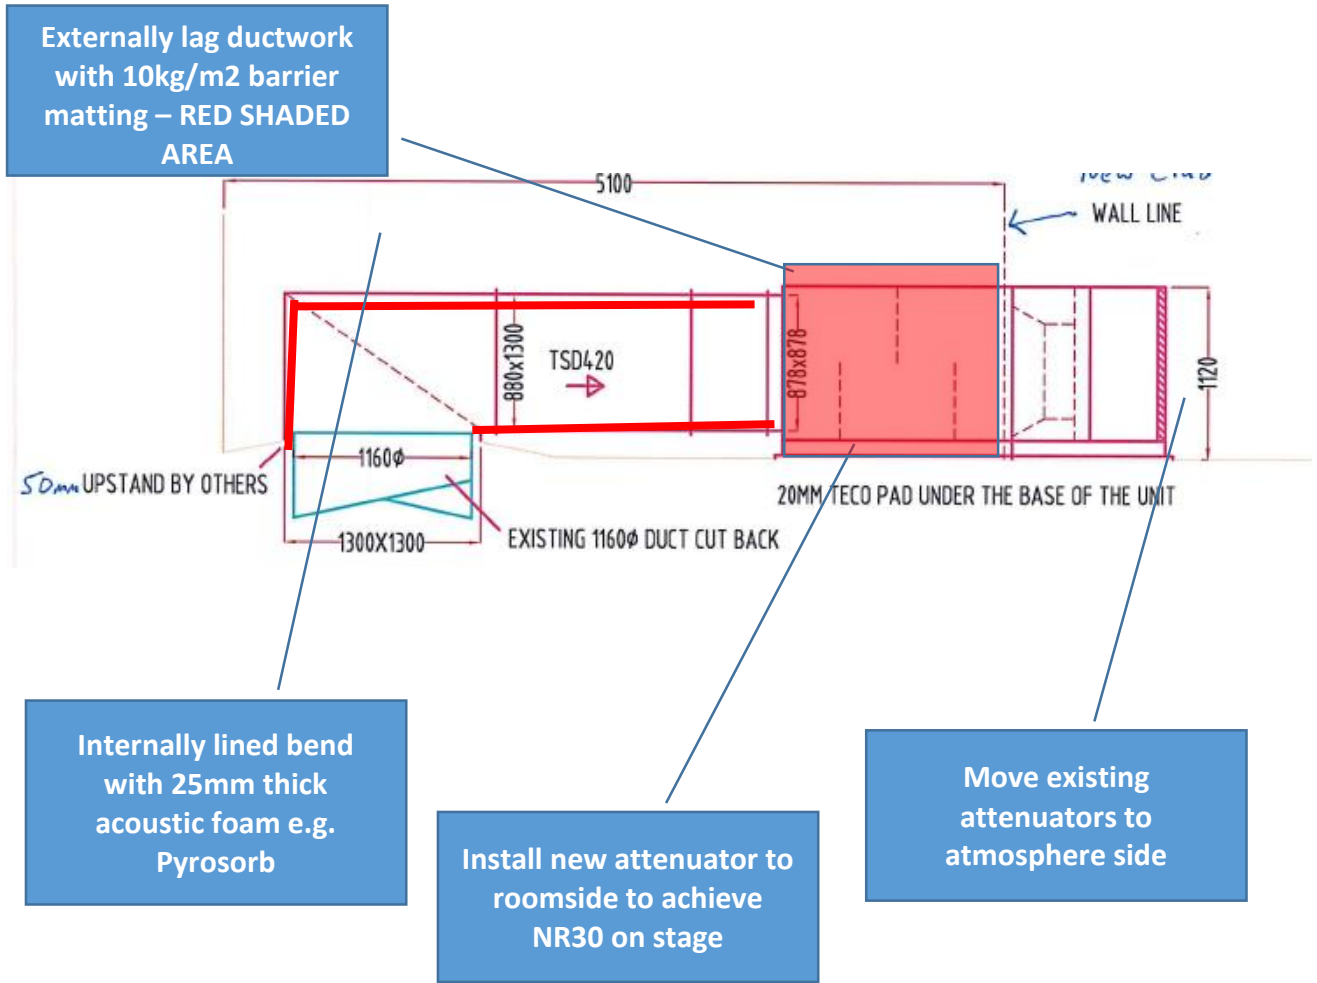 Externally lag ductwork
with 10kg/m2 barrier
matting – RED SHADED
AREA
5100
WALL LINE
880x1300
TSD420
878x878
1120
1160ϕ
50mm UPSTAND BY OTHERS
20MM TECO PAD UNDER THE BASE OF THE UNIT
1300X1300
EXISTING 1160ϕ DUCT CUT BACK
Internally lined bend
with 25mm thick
acoustic foam e.g.
Pyrosorb
Install new attenuator to
roomside to achieve
NR30 on stage
Move existing
attenuators to
atmosphere side